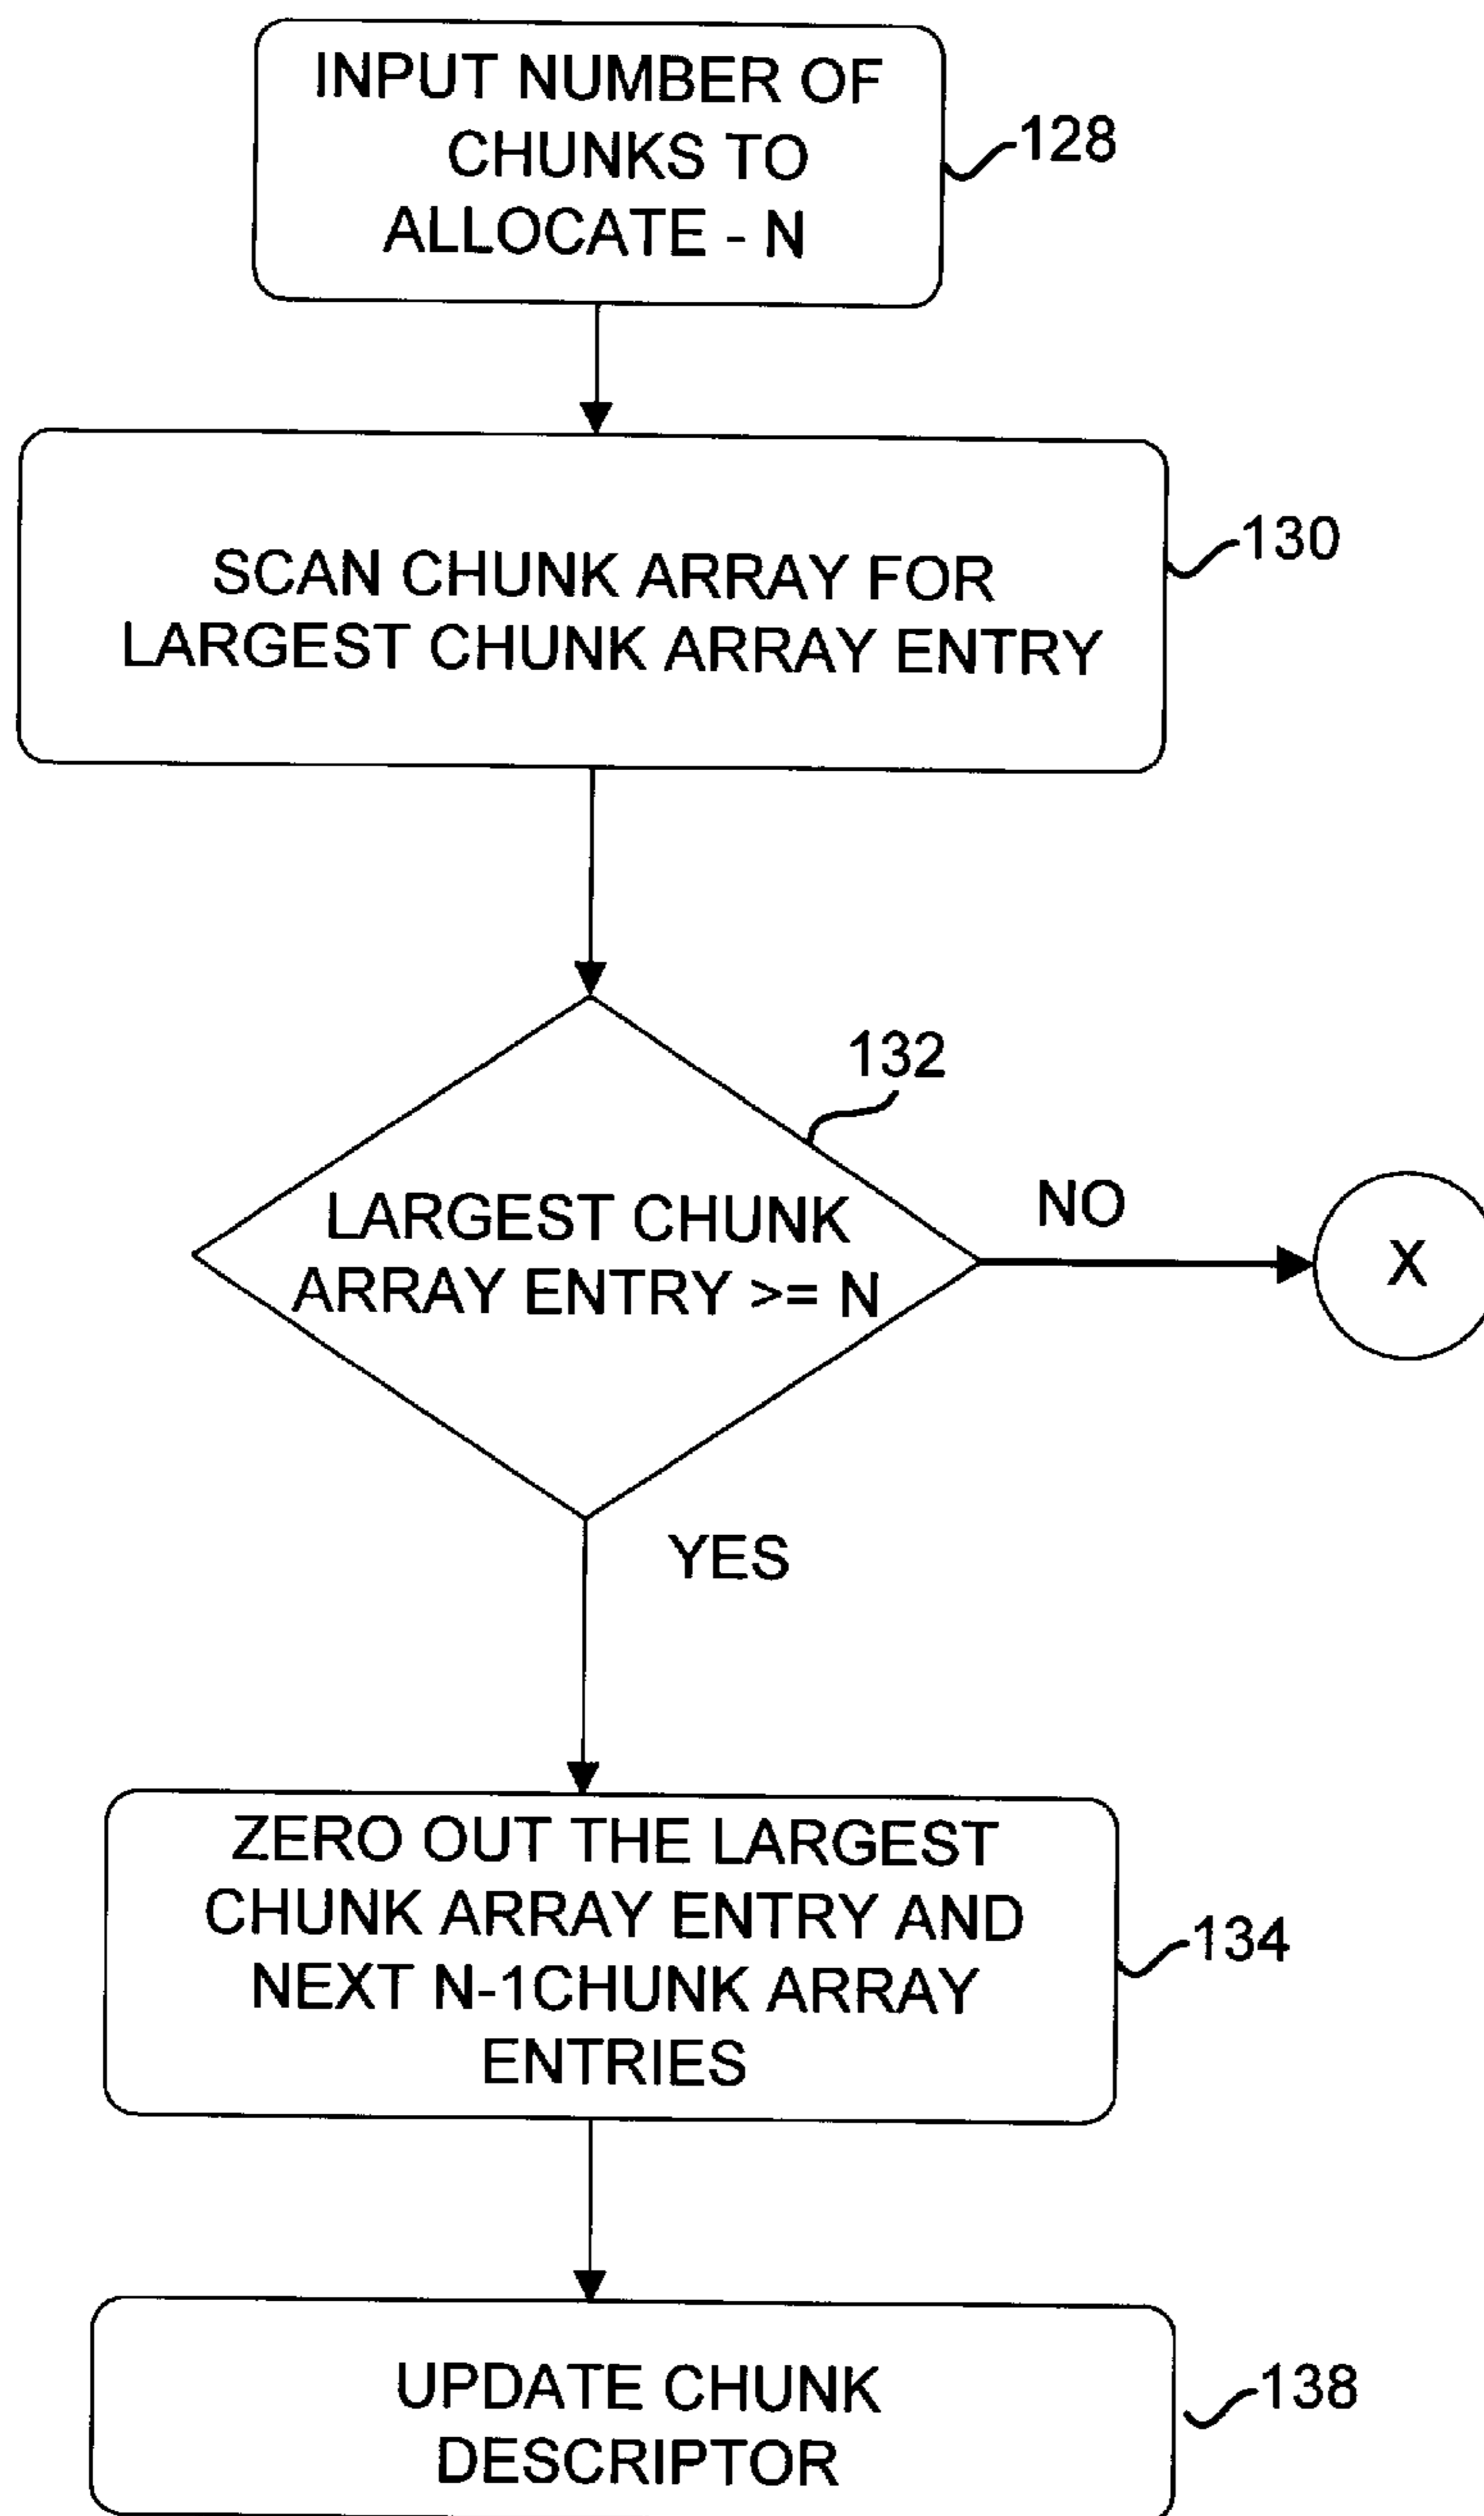 INPUT NUMBER OF
CHUNKS TO
ALLOCATE - N
128
SCAN CHUNK ARRAY FOR
LARGEST CHUNK ARRAY ENTRY
130
132
LARGEST CHUNK
ARRAY ENTRY >= N
NO
X
YES
ZERO OUT THE LARGEST
CHUNK ARRAY ENTRY AND
NEXT N-1CHUNK ARRAY
ENTRIES
134
UPDATE CHUNK
DESCRIPTOR
138